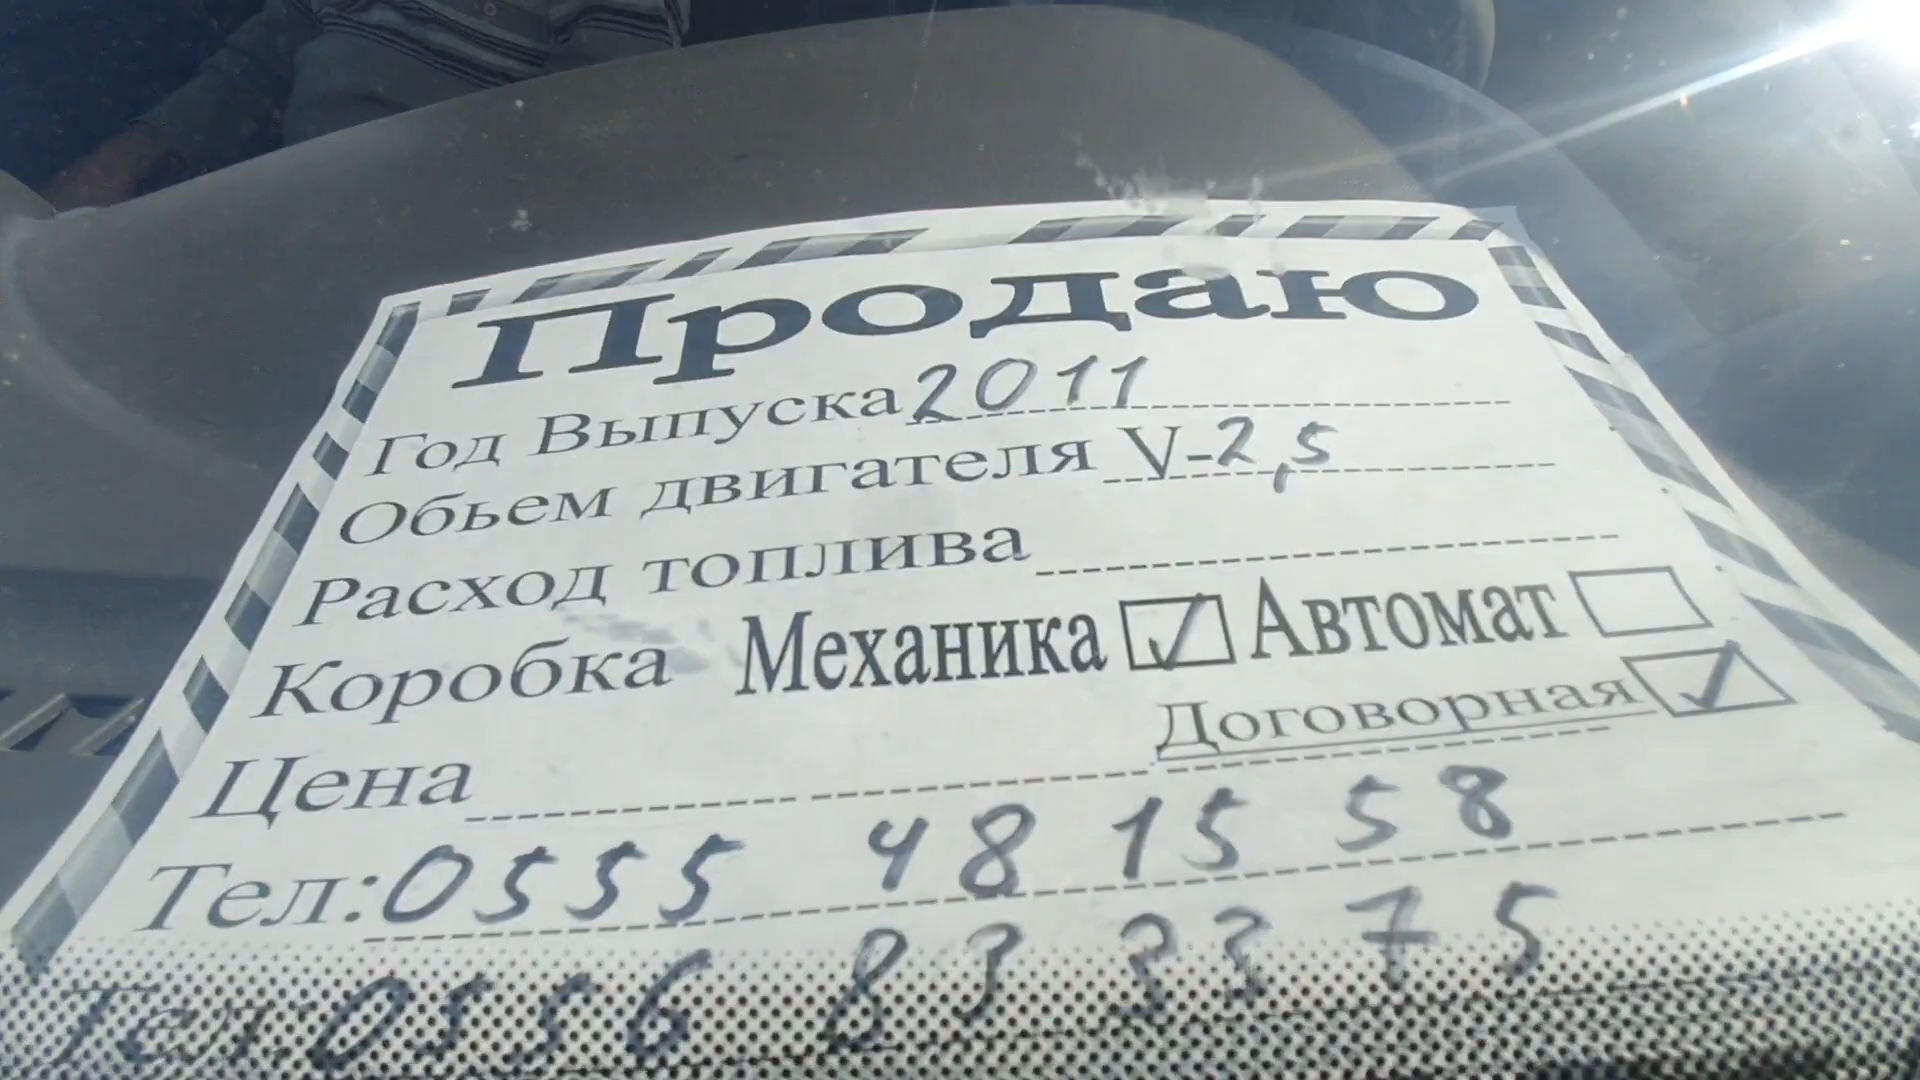 Продаю
Год Выпуска 2011
Обьем двигателя V-2,5
Расход топлива
Коробка Механика Автомат
Договорная
Цена
Тел: 0555 48 15 58
Тел: 0556 83 33 75